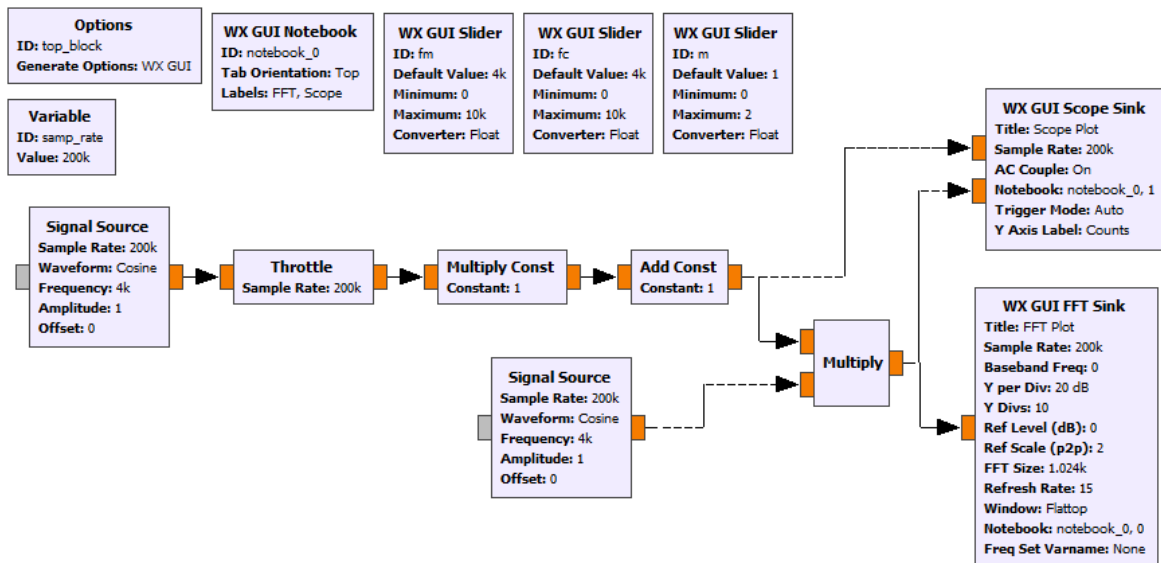 Options
ID: top_block
Generate Options: WX GUI
WX GUI Notebook
ID: notebook_0
Tab Orientation: Top
Labels: FFT, Scope
WX GUI Slider
ID: fm
Default Value: 4k
Minimum: 0
Maximum: 10k
Converter: Float
WX GUI Slider
ID: fc
Default Value: 4k
Minimum: 0
Maximum: 10k
Converter: Float
WX GUI Slider
ID: m
Default Value: 1
Minimum: 0
Maximum: 2
Converter: Float
Variable
ID: samp_rate
Value: 200k
WX GUI Scope Sink
Title: Scope Plot
Sample Rate: 200k
AC Couple: On
Notebook: notebook_0, 1
Trigger Mode: Auto
Y Axis Label: Counts
Signal Source
Sample Rate: 200k
Waveform: Cosine
Frequency: 4k
Amplitude: 1
Offset: 0
Throttle
Sample Rate: 200k
Multiply Const
Constant: 1
Add Const
Constant: 1
Signal Source
Sample Rate: 200k
Waveform: Cosine
Frequency: 4k
Amplitude: 1
Offset: 0
Multiply
WX GUI FFT Sink
Title: FFT Plot
Sample Rate: 200k
Baseband Freq: 0
Y per Div: 20 dB
Y Divs: 10
Ref Level (dB): 0
Ref Scale (p2p): 2
FFT Size: 1.024k
Refresh Rate: 15
Window: Flattop
Notebook: notebook_0, 0
Freq Set Varname: None